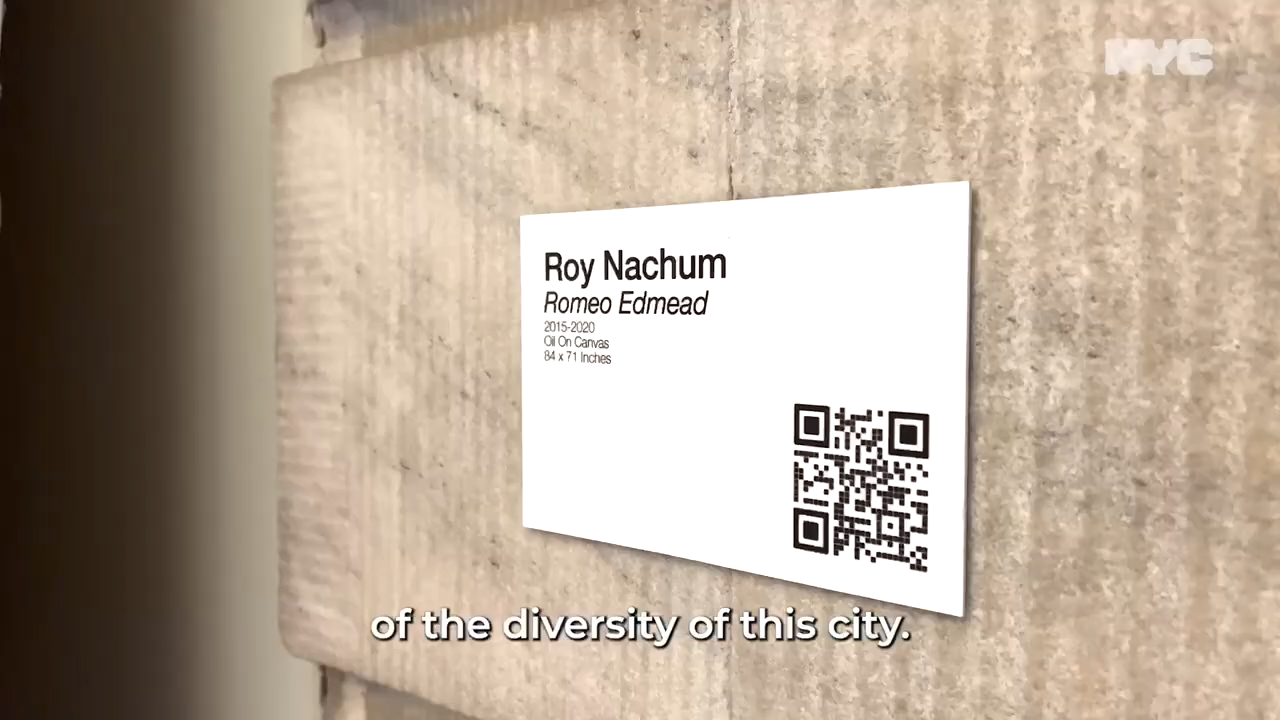 NYC
Roy Nachum
Romeo Edmead
2015-2020
Oil On Canvas
84 x 71 Inches
of the diversity of this city.